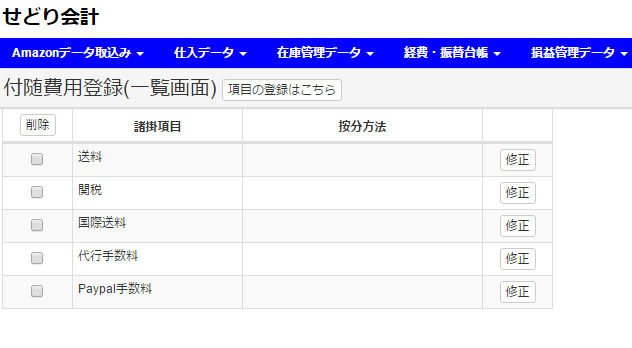 せどり会計
Amazonデータ取込み 仕入データ 在庫管理データ 経費・振替台帳 損益管理データ
付随費用登録(一覧画面) 項目の登録はこちら
削除 諸掛項目 按分方法
送料 修正
関税 修正
国際送料 修正
代行手数料 修正
Paypal手数料 修正